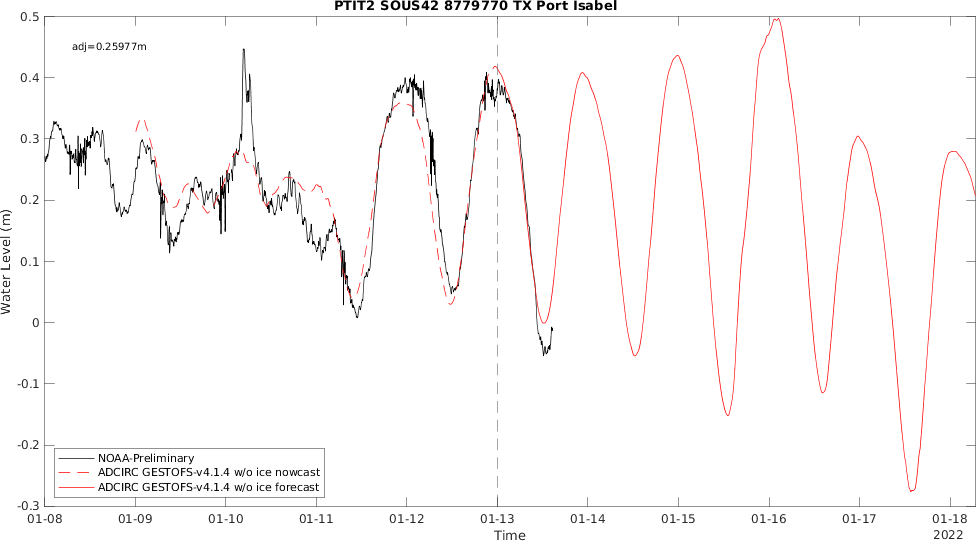 PTIT2 SOUS42 8779770 TX Port Isabel
adj=0.25977m
0.5
0.4
0.3
0.2
0.1
0
-0.1
-0.2
-0.3
Water Level (m)
NOAA-Preliminary
ADCIRC GESTOFS-v4.1.4 w/o ice nowcast
ADCIRC GESTOFS-v4.1.4 w/o ice forecast
01-08 01-09 01-10 01-11 01-12 01-13 01-14 01-15 01-16 01-17 01-18
Time
2022